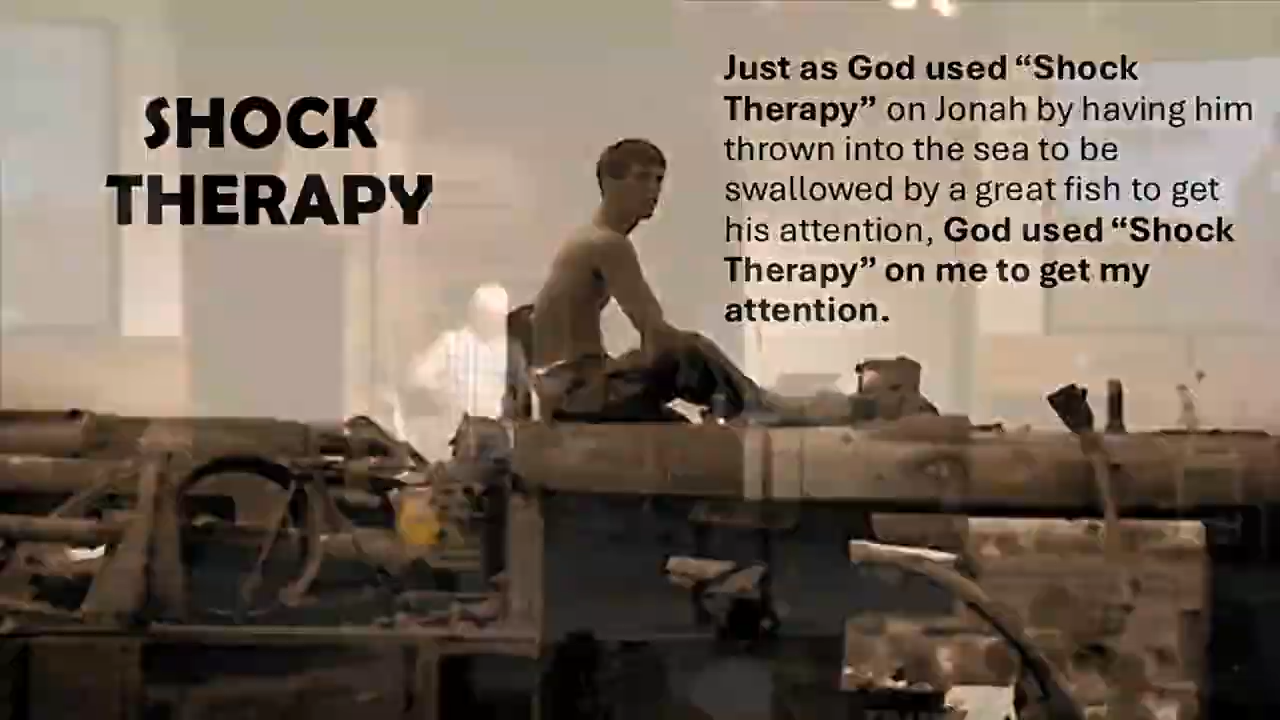 SHOCK
THERAPY
Just as God used “Shock
Therapy” on Jonah by having him
thrown into the sea to be
swallowed by a great fish to get
his attention, God used “Shock
Therapy” on me to get my
attention.